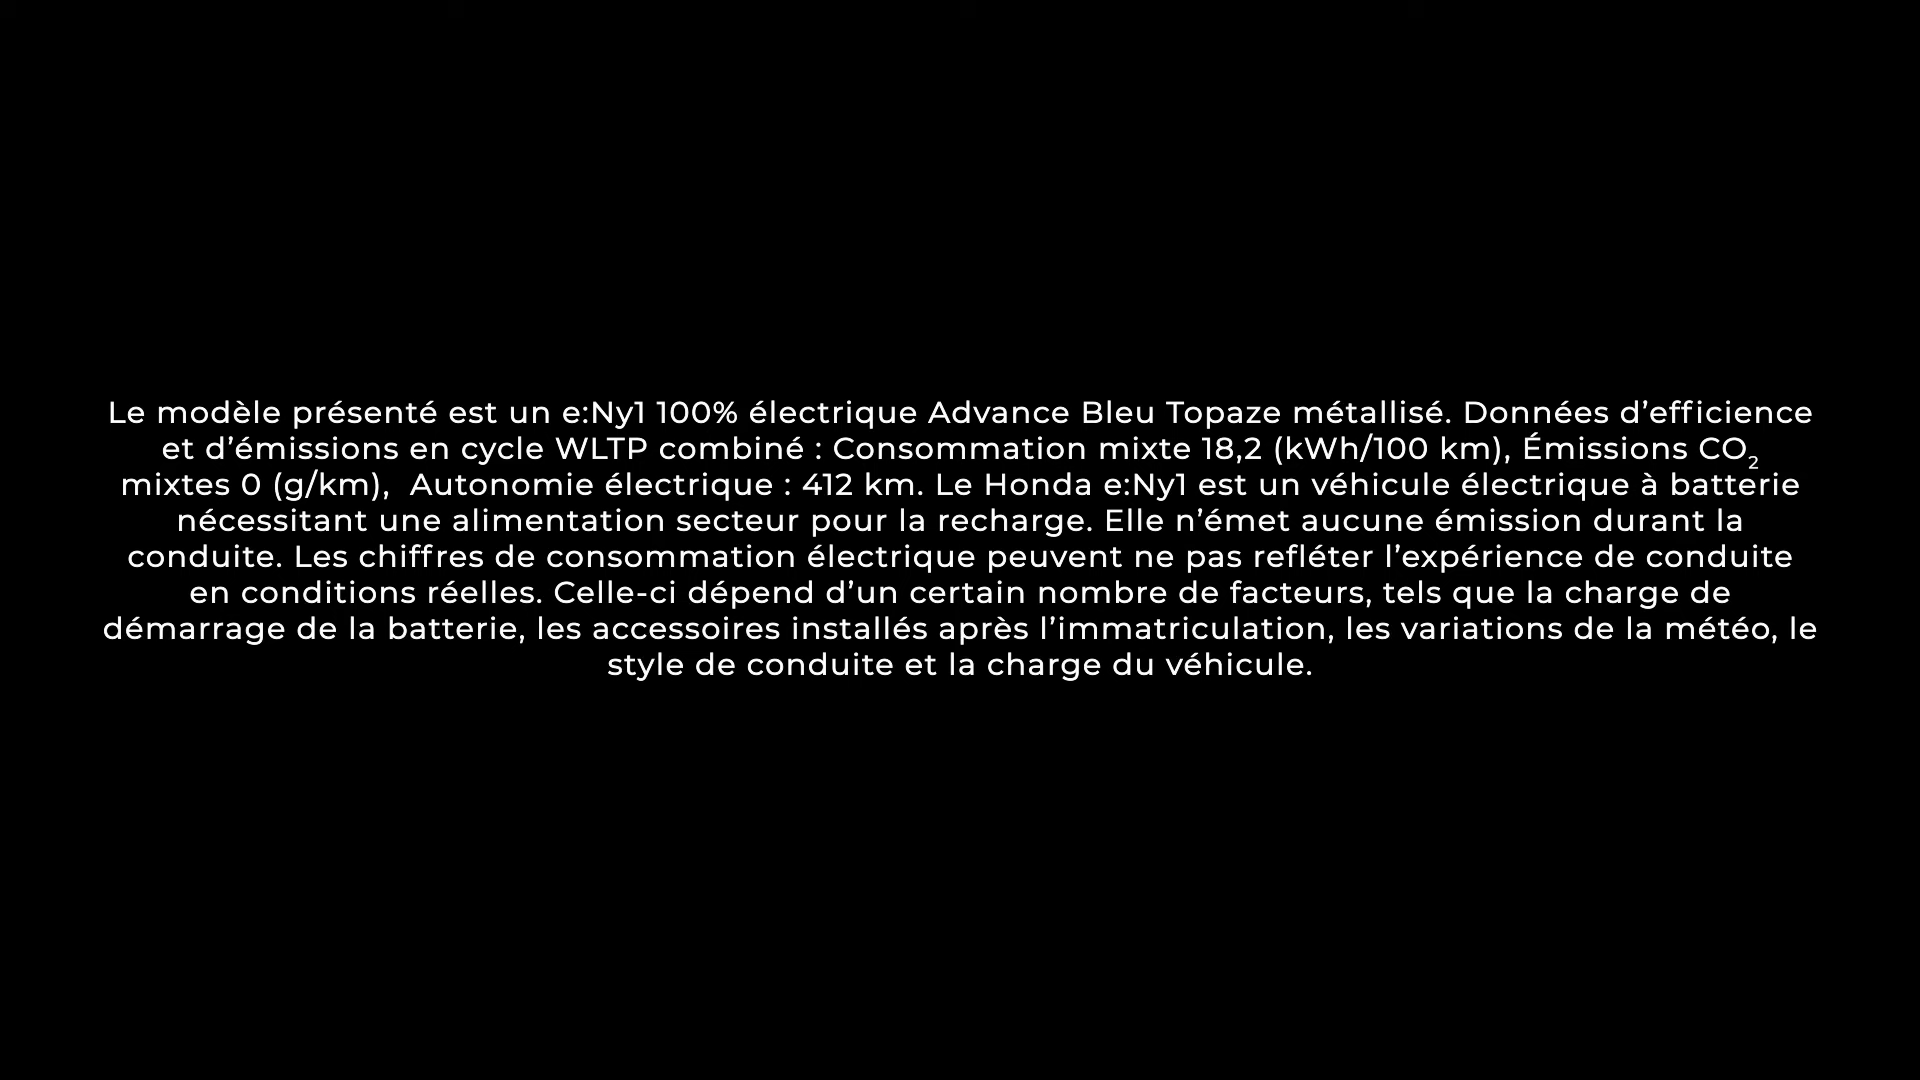 Le modèle présenté est un e:Ny1 100% électrique Advance Bleu Topaze métallisé. Données d’efficience
et d’émissions en cycle WLTP combiné : Consommation mixte 18,2 (kWh/100 km), Émissions CO₂
mixtes 0 (g/km),  Autonomie électrique : 412 km. Le Honda e:Ny1 est un véhicule électrique à batterie
nécessitant une alimentation secteur pour la recharge. Elle n’émet aucune émission durant la
conduite. Les chiffres de consommation électrique peuvent ne pas refléter l’expérience de conduite
en conditions réelles. Celle-ci dépend d’un certain nombre de facteurs, tels que la charge de
démarrage de la batterie, les accessoires installés après l’immatriculation, les variations de la météo, le
style de conduite et la charge du véhicule.